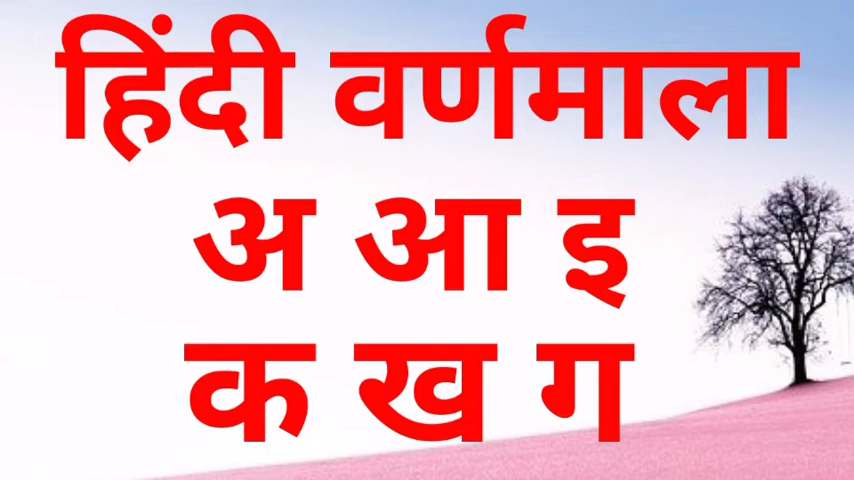 हिंदी वर्णमाला
अ आ इ
क ख ग